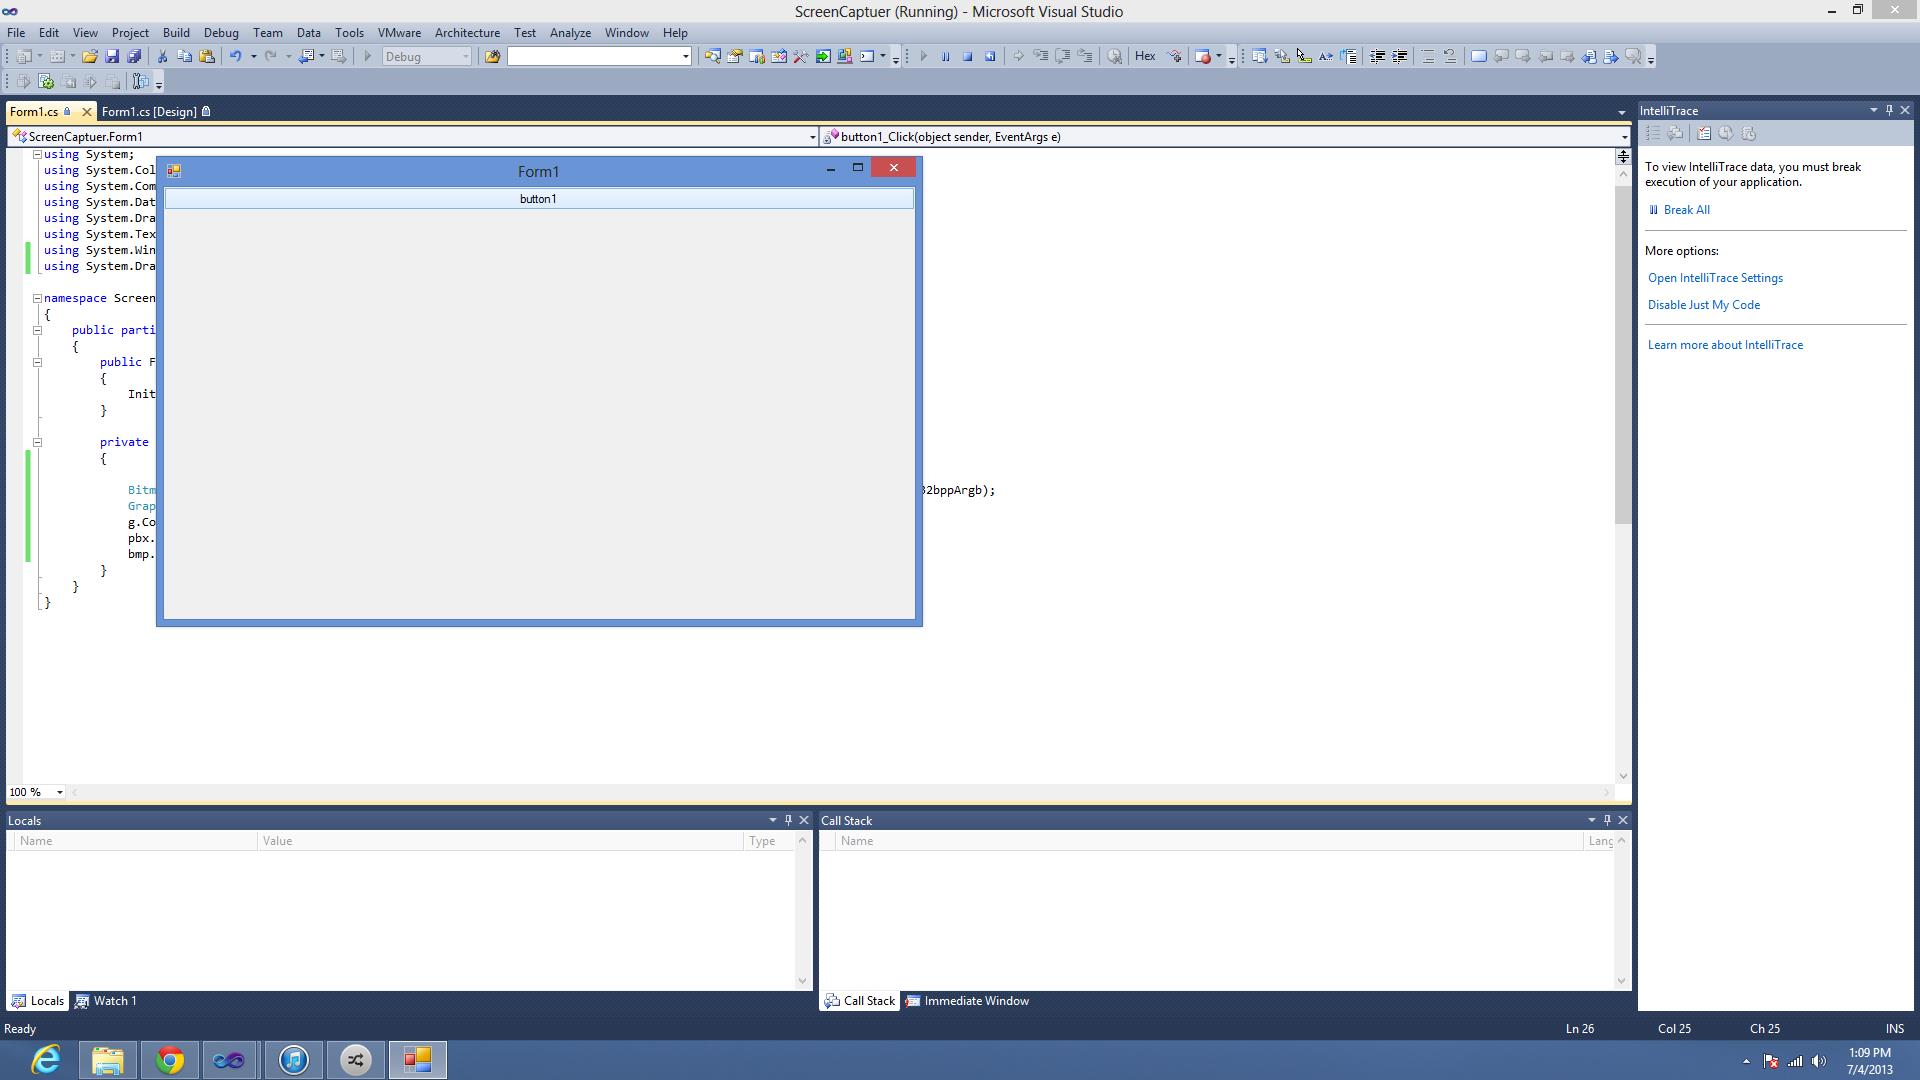 ScreenCaptuer (Running) - Microsoft Visual Studio
File Edit View Project Build Debug Team Data Tools VMware Architecture Test Analyze Window Help
Debug Hex
Form1.cs Form1.cs [Design]
ScreenCaptuer.Form1
button1_Click(object sender, EventArgs e)
using System;
using System.Col
using System.Com
using System.Dat
using System.Dra
using System.Tex
using System.Win
using System.Dra
namespace Screen
{
public parti
{
public F
{
Init
}
private
{
Bitm
32bppArgb);
Grap
g.Co
pbx.
bmp.
}
}
}
Form1
button1
100 %
IntelliTrace
To view IntelliTrace data, you must break
execution of your application.
Break All
More options:
Open IntelliTrace Settings
Disable Just My Code
Learn more about IntelliTrace
Locals
Name Value Type
Locals Watch 1
Call Stack
Name Lang
Call Stack Immediate Window
Ready Ln 26 Col 25 Ch 25 INS
1:09 PM
7/4/2013